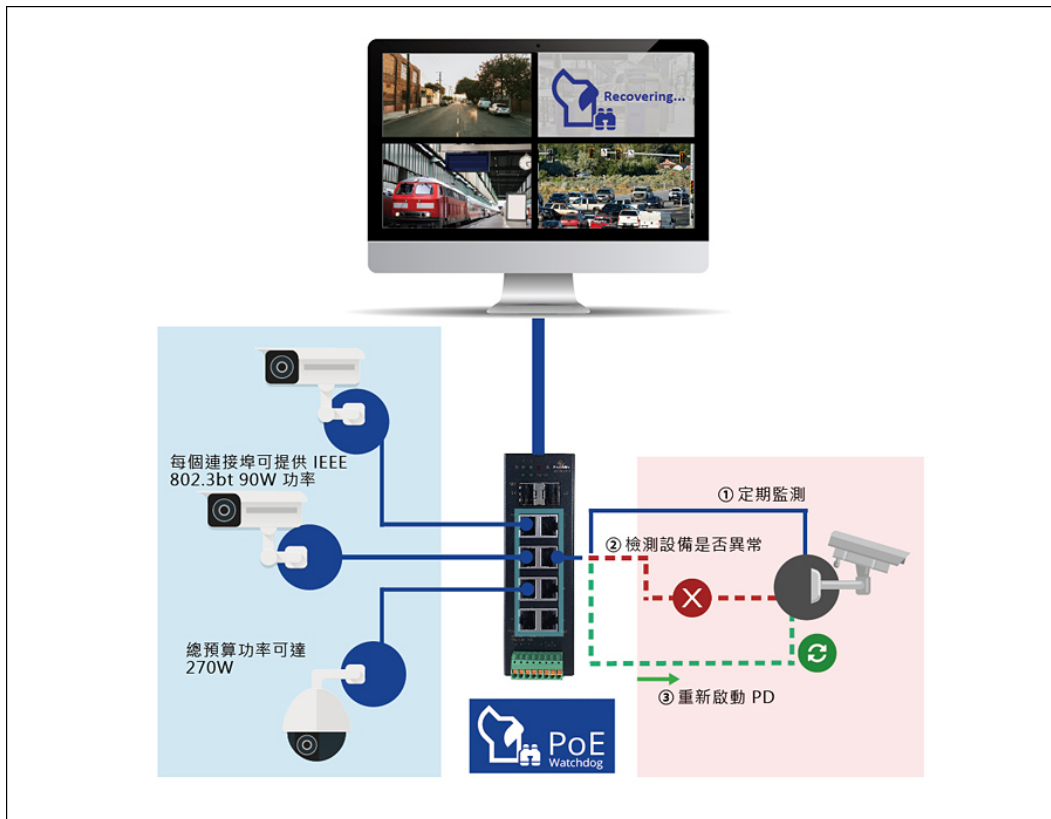 Recovering...
每個連接埠可提供 IEEE
802.3bt 90W 功率
總預算功率可達
270W
① 定期監測
② 檢測設備是否異常
③ 重新啟動 PD
PoE
Watchdog